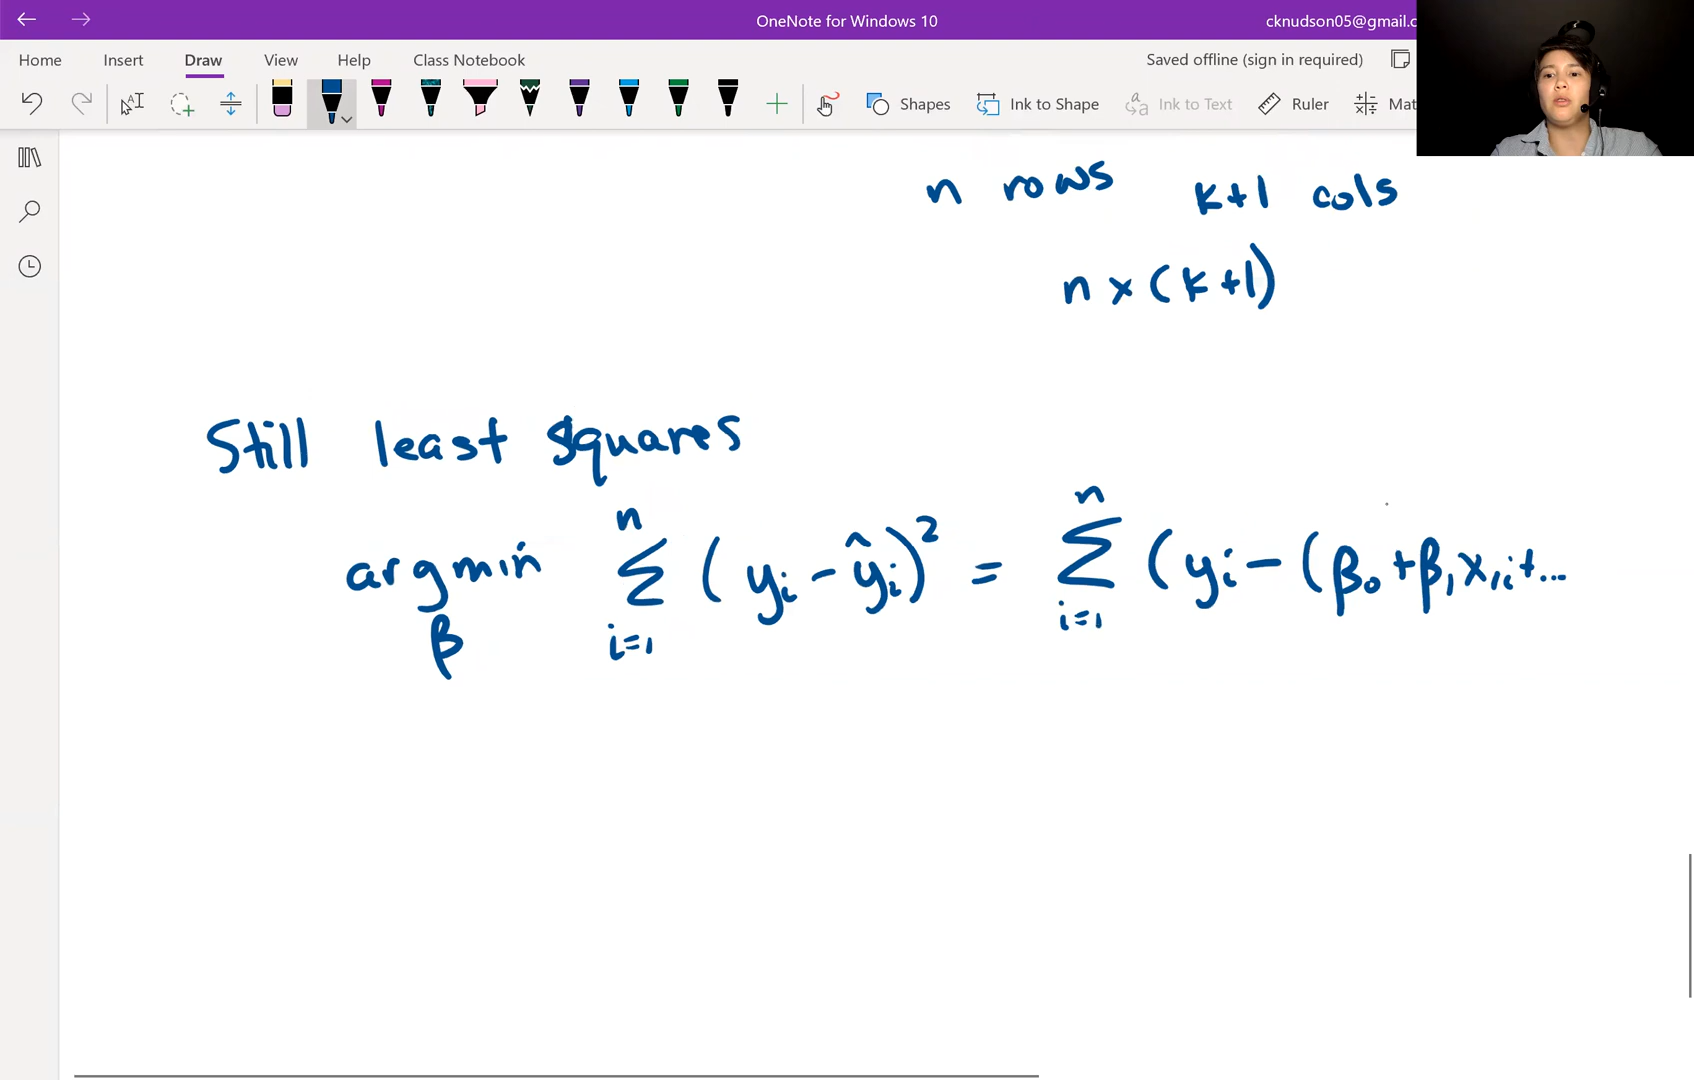 OneNote for Windows 10
cknudson05@gmail.c
Home Insert Draw View Help Class Notebook
Saved offline (sign in required)
Shapes Ink to Shape Ink to Text Ruler Mat
n rows k+1 cols
n × (k+1)
Still least squares
argmin β n Σ i=1 (yi - ŷi)² = n Σ i=1 (yi - (β₀ + β₁x₁i + ...